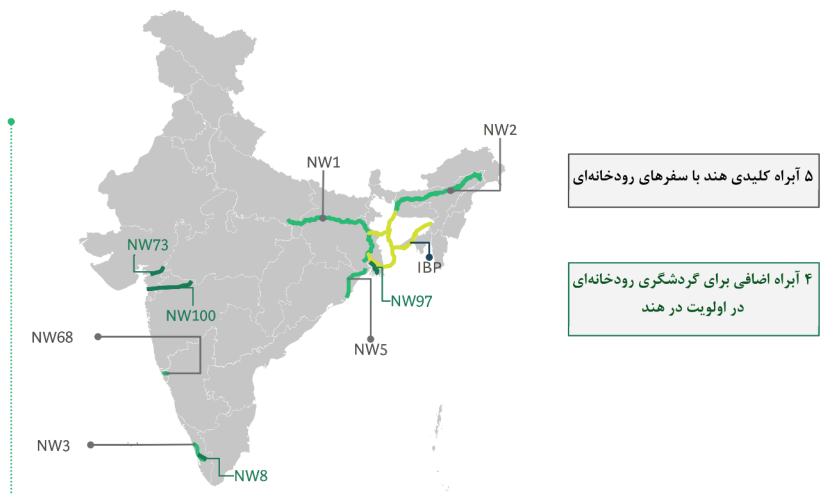 NW2
NW1
۵ آبراه کلیدی هند با سفرهای رودخانه‌ای
NW73
IBP
۴ آبراه اضافی برای گردشگری رودخانه‌ای
در اولویت در هند
NW97
NW100
NW68
NW5
NW3
NW8